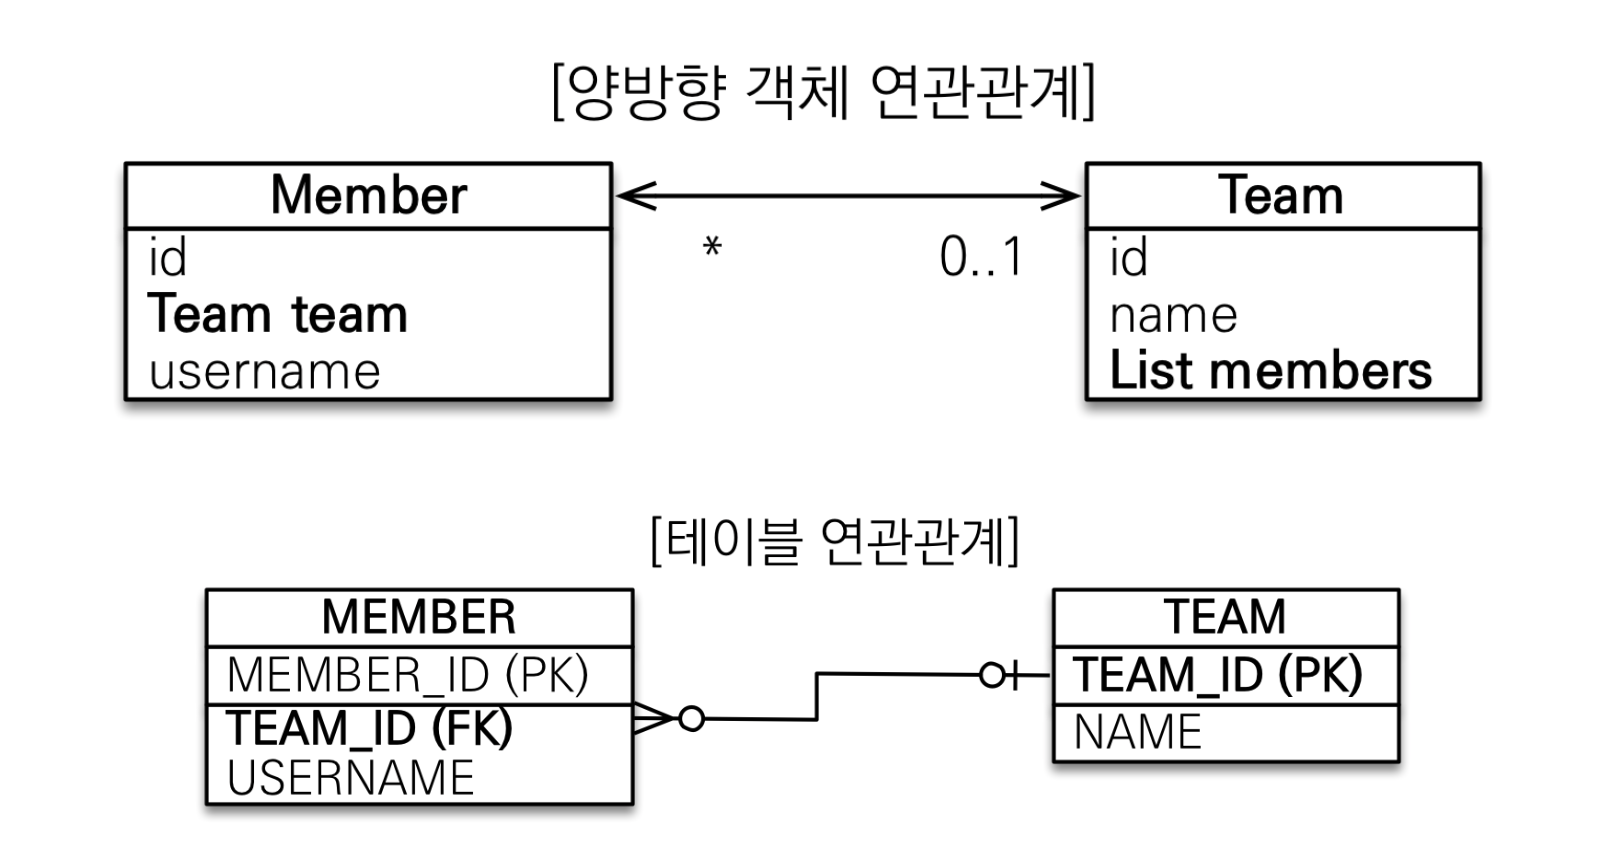 [양방향 객체 연관관계]
Member
id
Team team
username
* 0..1
Team
id
name
List members
[테이블 연관관계]
MEMBER
MEMBER_ID (PK)
TEAM_ID (FK)
USERNAME
TEAM
TEAM_ID (PK)
NAME